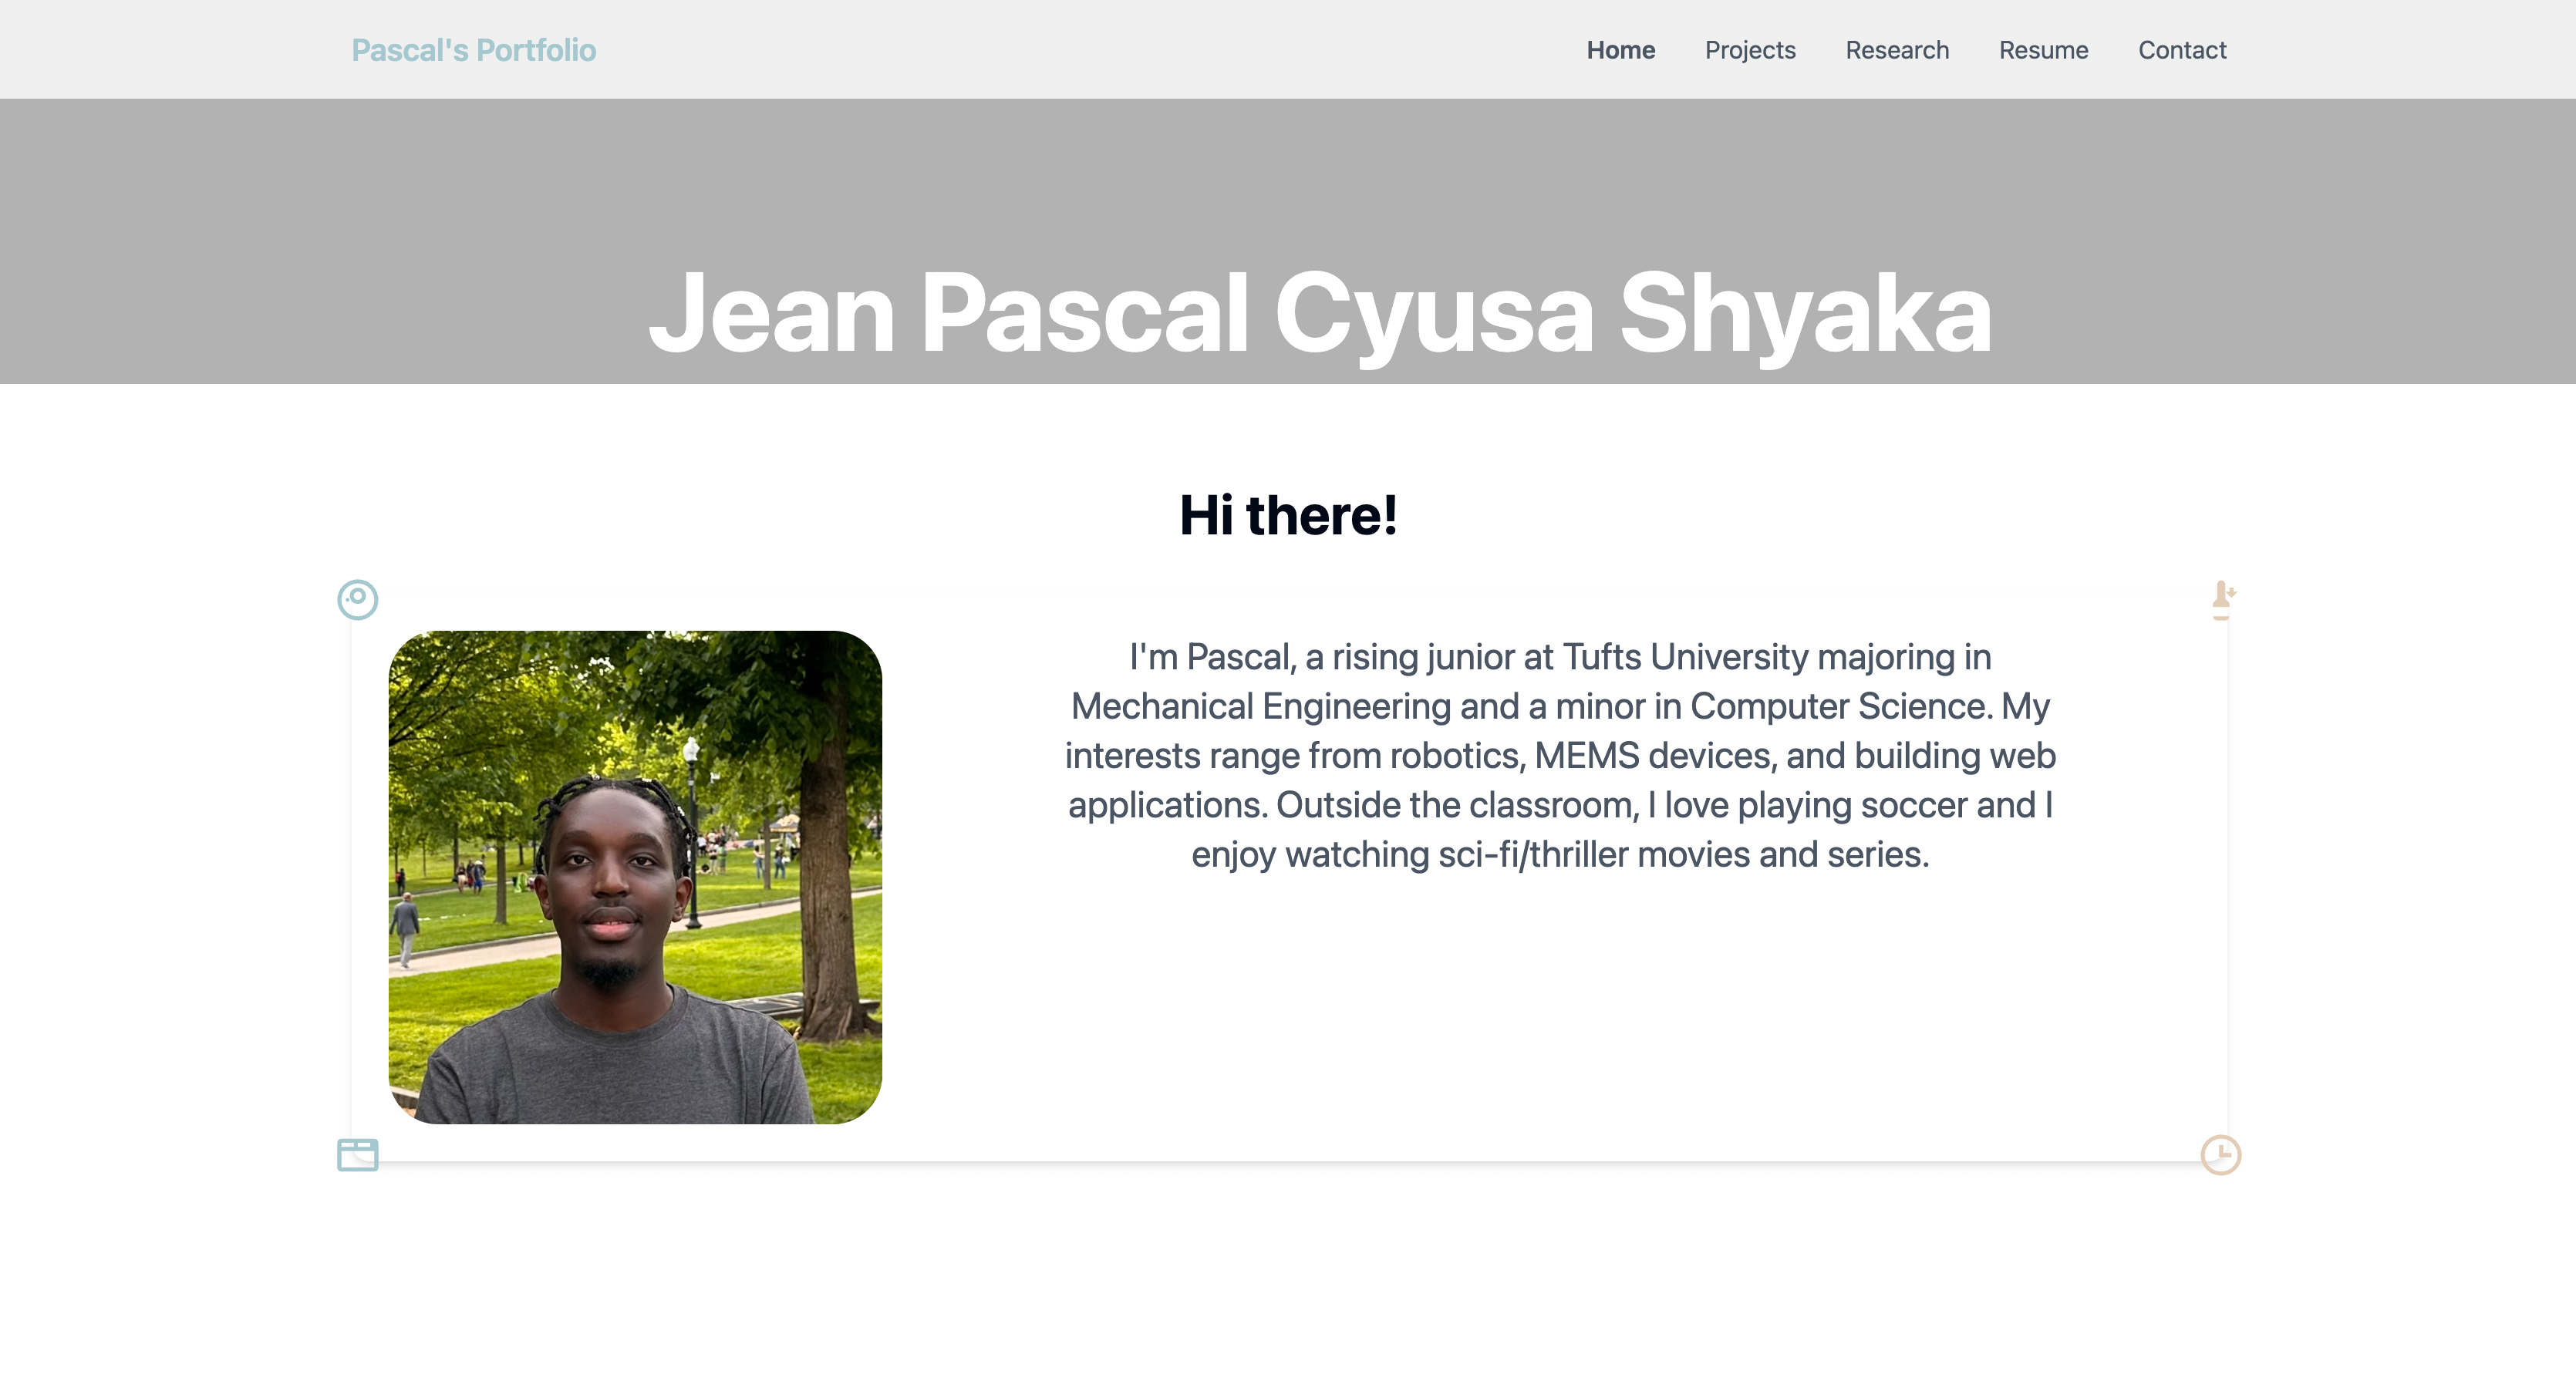 Pascal's Portfolio
Home Projects Research Resume Contact
Jean Pascal Cyusa Shyaka
Hi there!
I'm Pascal, a rising junior at Tufts University majoring in
Mechanical Engineering and a minor in Computer Science. My
interests range from robotics, MEMS devices, and building web
applications. Outside the classroom, I love playing soccer and I
enjoy watching sci-fi/thriller movies and series.